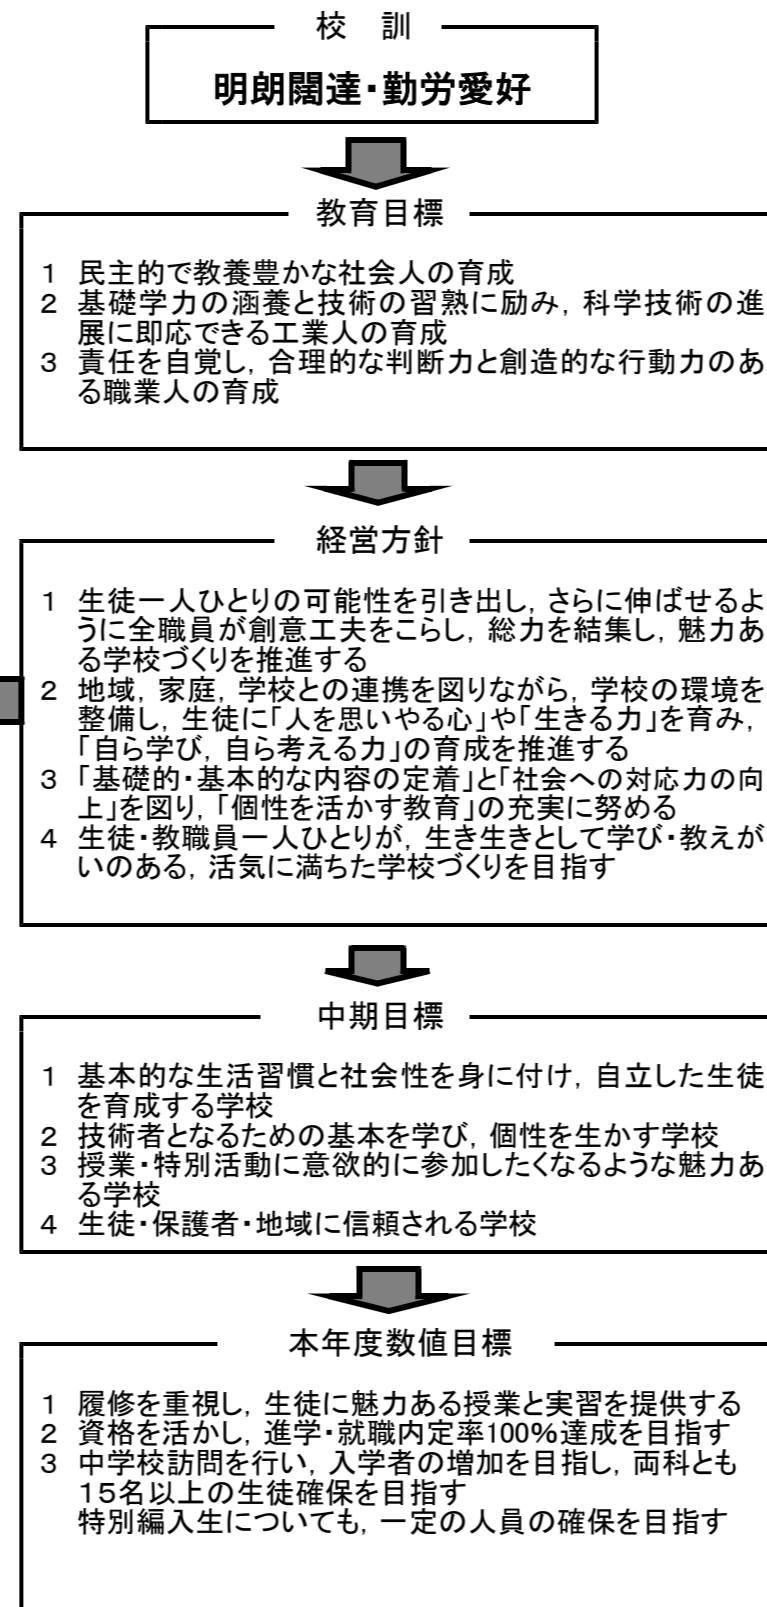 校　訓
明朗闊達・勤労愛好
教育目標
1　民主的で教養豊かな社会人の育成
2　基礎学力の涵養と技術の習熟に励み，科学技術の進
展に即応できる工業人の育成
3　責任を自覚し，合理的な判断力と創造的な行動力のあ
る職業人の育成
経営方針
1　生徒一人ひとりの可能性を引き出し，さらに伸ばせるよ
うに全職員が創意工夫をこらし，総力を結集し，魅力あ
る学校づくりを推進する
2　地域，家庭，学校との連携を図りながら，学校の環境を
整備し，生徒に「人を思いやる心」や「生きる力」を育み，
「自ら学び，自ら考える力」の育成を推進する
3　「基礎的・基本的な内容の定着」と「社会への対応力の向
上」を図り，「個性を活かす教育」の充実に努める
4　生徒・教職員一人ひとりが，生き生きとして学び・教えが
いのある，活気に満ちた学校づくりを目指す
中期目標
1　基本的な生活習慣と社会性を身に付け，自立した生徒
を育成する学校
2　技術者となるための基本を学び，個性を生かす学校
3　授業・特別活動に意欲的に参加したくなるような魅力あ
る学校
4　生徒・保護者・地域に信頼される学校
本年度数値目標
1　履修を重視し，生徒に魅力ある授業と実習を提供する
2　資格を活かし，進学・就職内定率100%達成を目指す
3　中学校訪問を行い，入学者の増加を目指し，両科とも
15名以上の生徒確保を目指す
特別編入生についても，一定の人員の確保を目指す